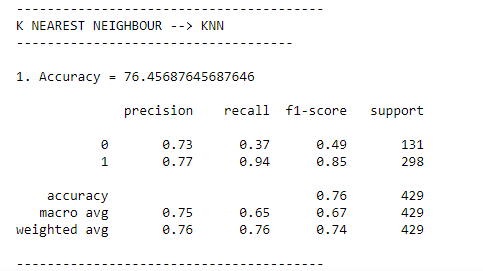 ----------------------------------------
K NEAREST NEIGHBOUR --> KNN
------------------------------------
1. Accuracy = 76.45687645687646
precision recall f1-score support
0 0.73 0.37 0.49 131
1 0.77 0.94 0.85 298
accuracy 0.76 429
macro avg 0.75 0.65 0.67 429
weighted avg 0.76 0.76 0.74 429
----------------------------------------